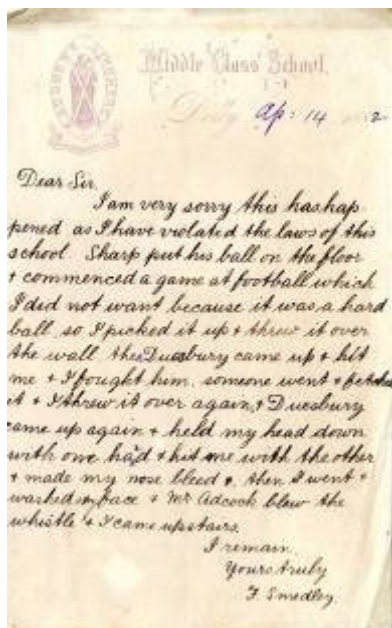 Middle Class School,
Ap: 14 2
Dear Sir,
I am very sorry this has hap
pened as I have violated the laws of this
school. Sharp put his ball on the floor
+ commenced a game at football which
I did not want because it was a hard
ball so I picked it up + threw it over
the wall. then Duesbury came up + hit
me + I fought him. someone went + fetched
it + I threw it over again, + Duesbury
came up again + held my head down
with one hand + hit me with the other
+ made my nose bleed + then I went +
washed my face + Mr Adcock blew the
whistle + I came upstairs.
I remain
Yours truly
F. Smedley.